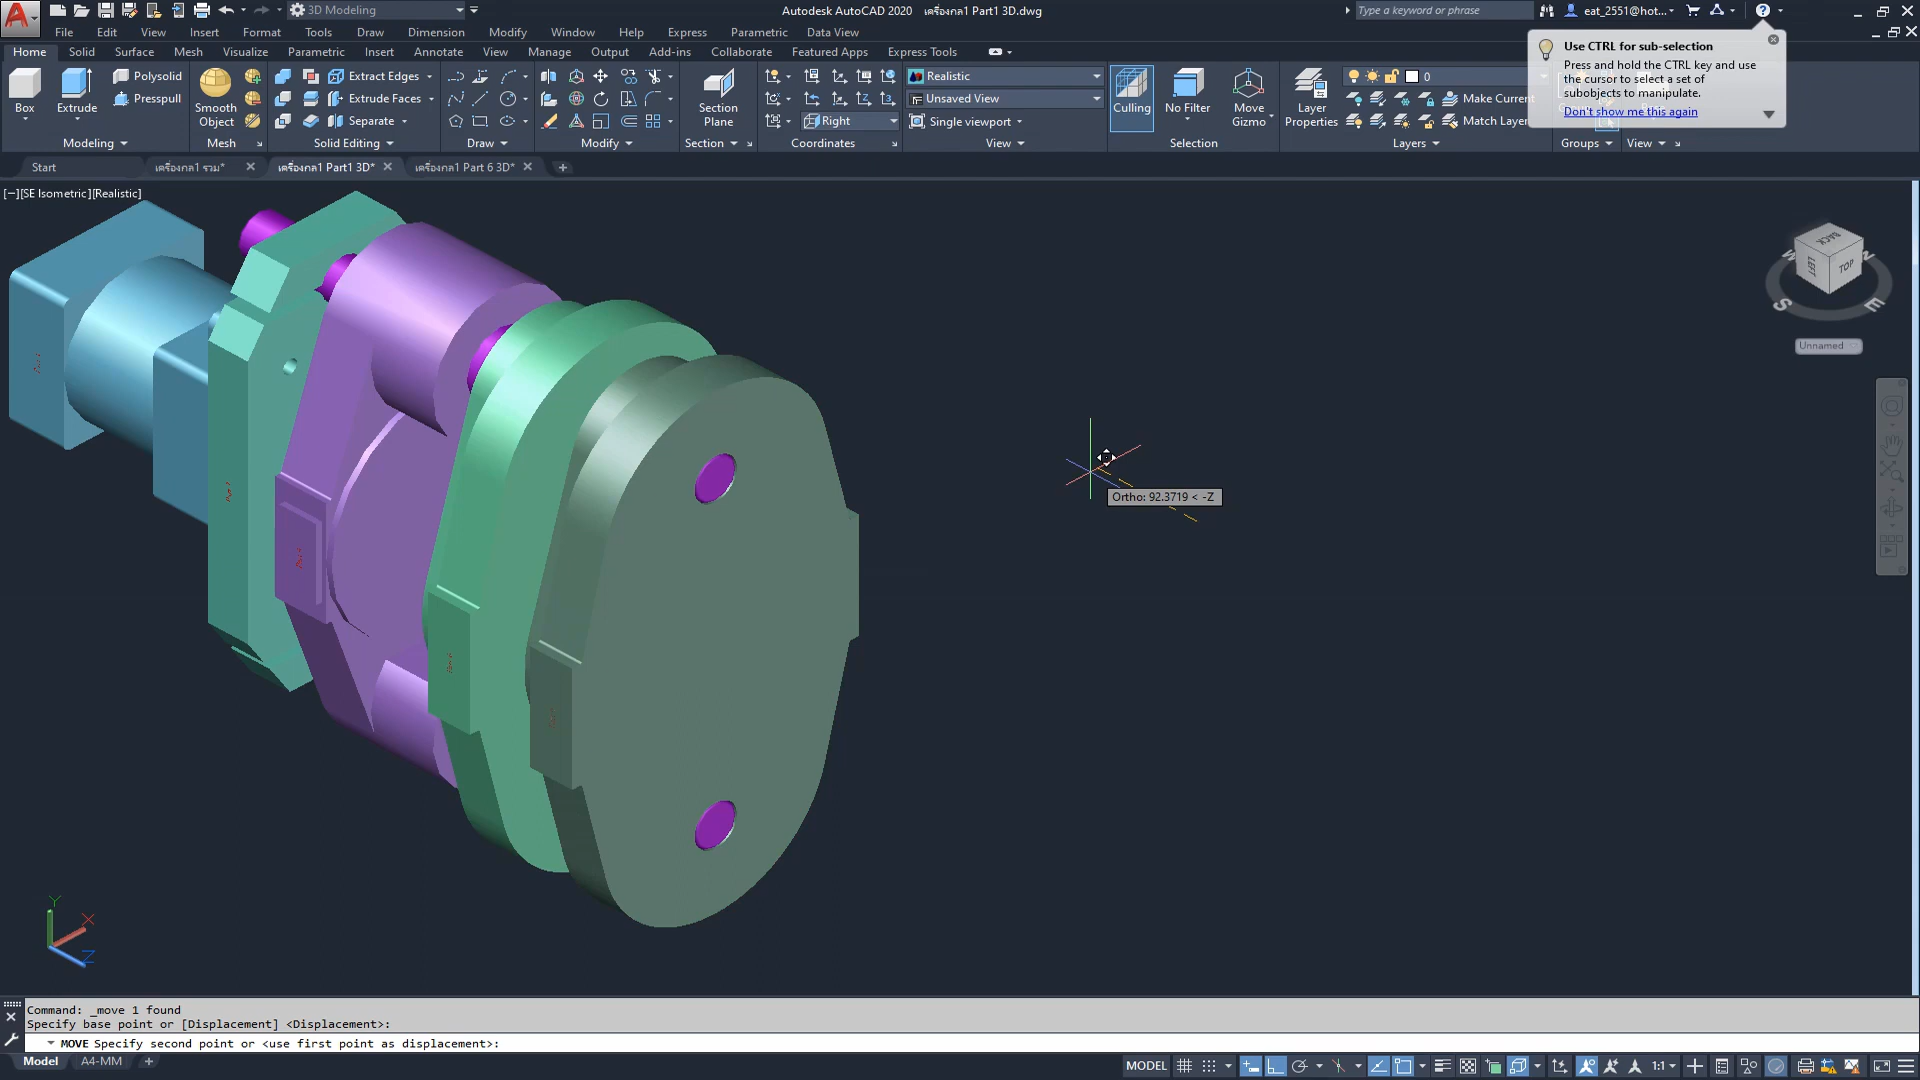 3D Modeling
Autodesk AutoCAD 2020 เครื่องกล1 Part1 3D.dwg
Type a keyword or phrase
eat_2551@hot...
File Edit View Insert Format Tools Draw Dimension Modify Window Help Express Parametric Data View
Home Solid Surface Mesh Visualize Parametric Insert Annotate View Manage Output Add-ins Collaborate Featured Apps Express Tools
Use CTRL for sub-selection
Press and hold the CTRL key and use
the cursor to select a set of
subobjects to manipulate.
Don't show me this again
Box
Extrude
Polysolid
Presspull
Smooth
Object
Extract Edges
Extrude Faces
Separate
Section
Plane
Right
Realistic
Unsaved View
Single viewport
Culling
No Filter
Move
Gizmo
Layer
Properties
0
Make Current
Match Layer
Modeling
Mesh
Solid Editing
Draw
Modify
Section
Coordinates
View
Selection
Layers
Groups
View
Start
เครื่องกล1 รวม*
เครื่องกล1 Part1 3D*
เครื่องกล1 Part 6 3D*
[−][SE Isometric][Realistic]
BACK
LEFT
TOP
S
E
Unnamed
Ortho: 92.3719 < -Z
Y
X
Z
Command: _move 1 found
Specify base point or [Displacement] <Displacement>:
MOVE Specify second point or <use first point as displacement>:
Model
A4-MM
MODEL
1:1